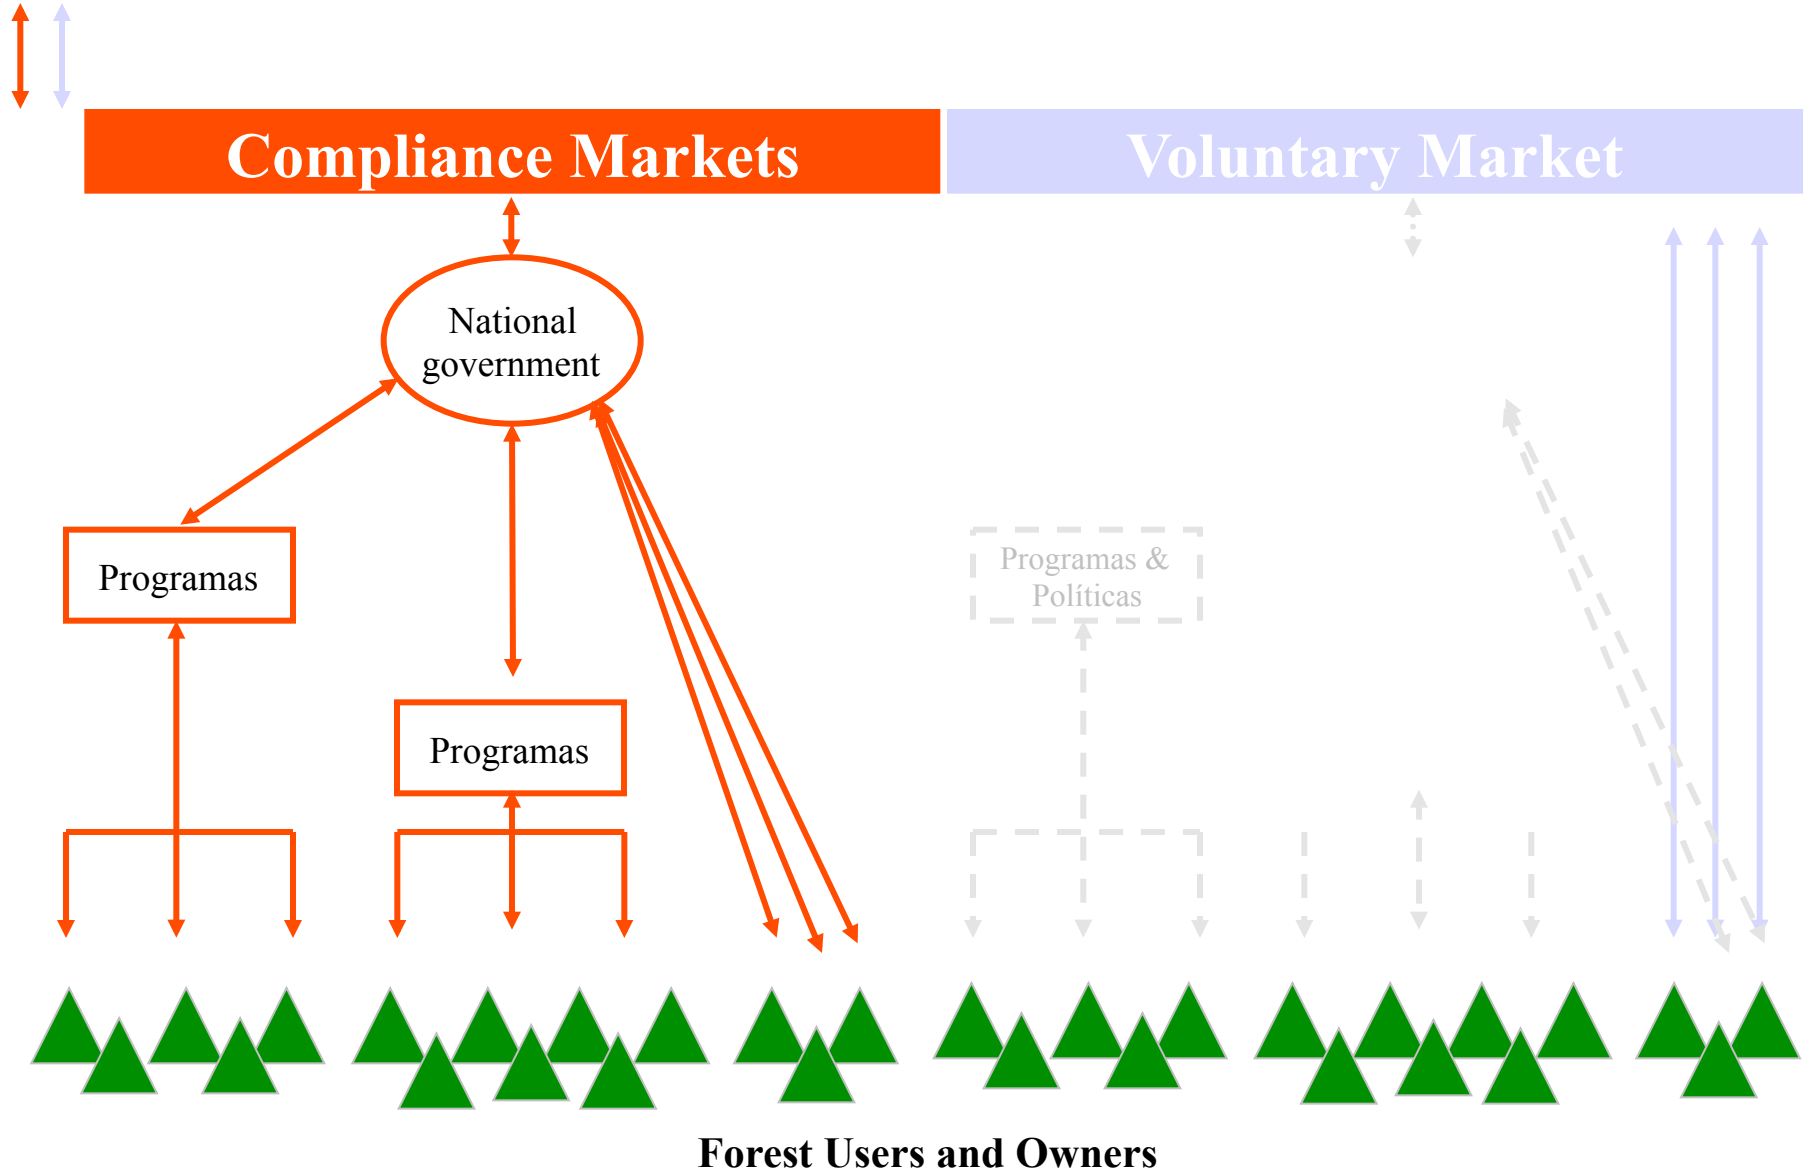 Compliance Markets
Voluntary Market
National
government
Programas
Programas &
Políticas
Programas
Forest Users and Owners